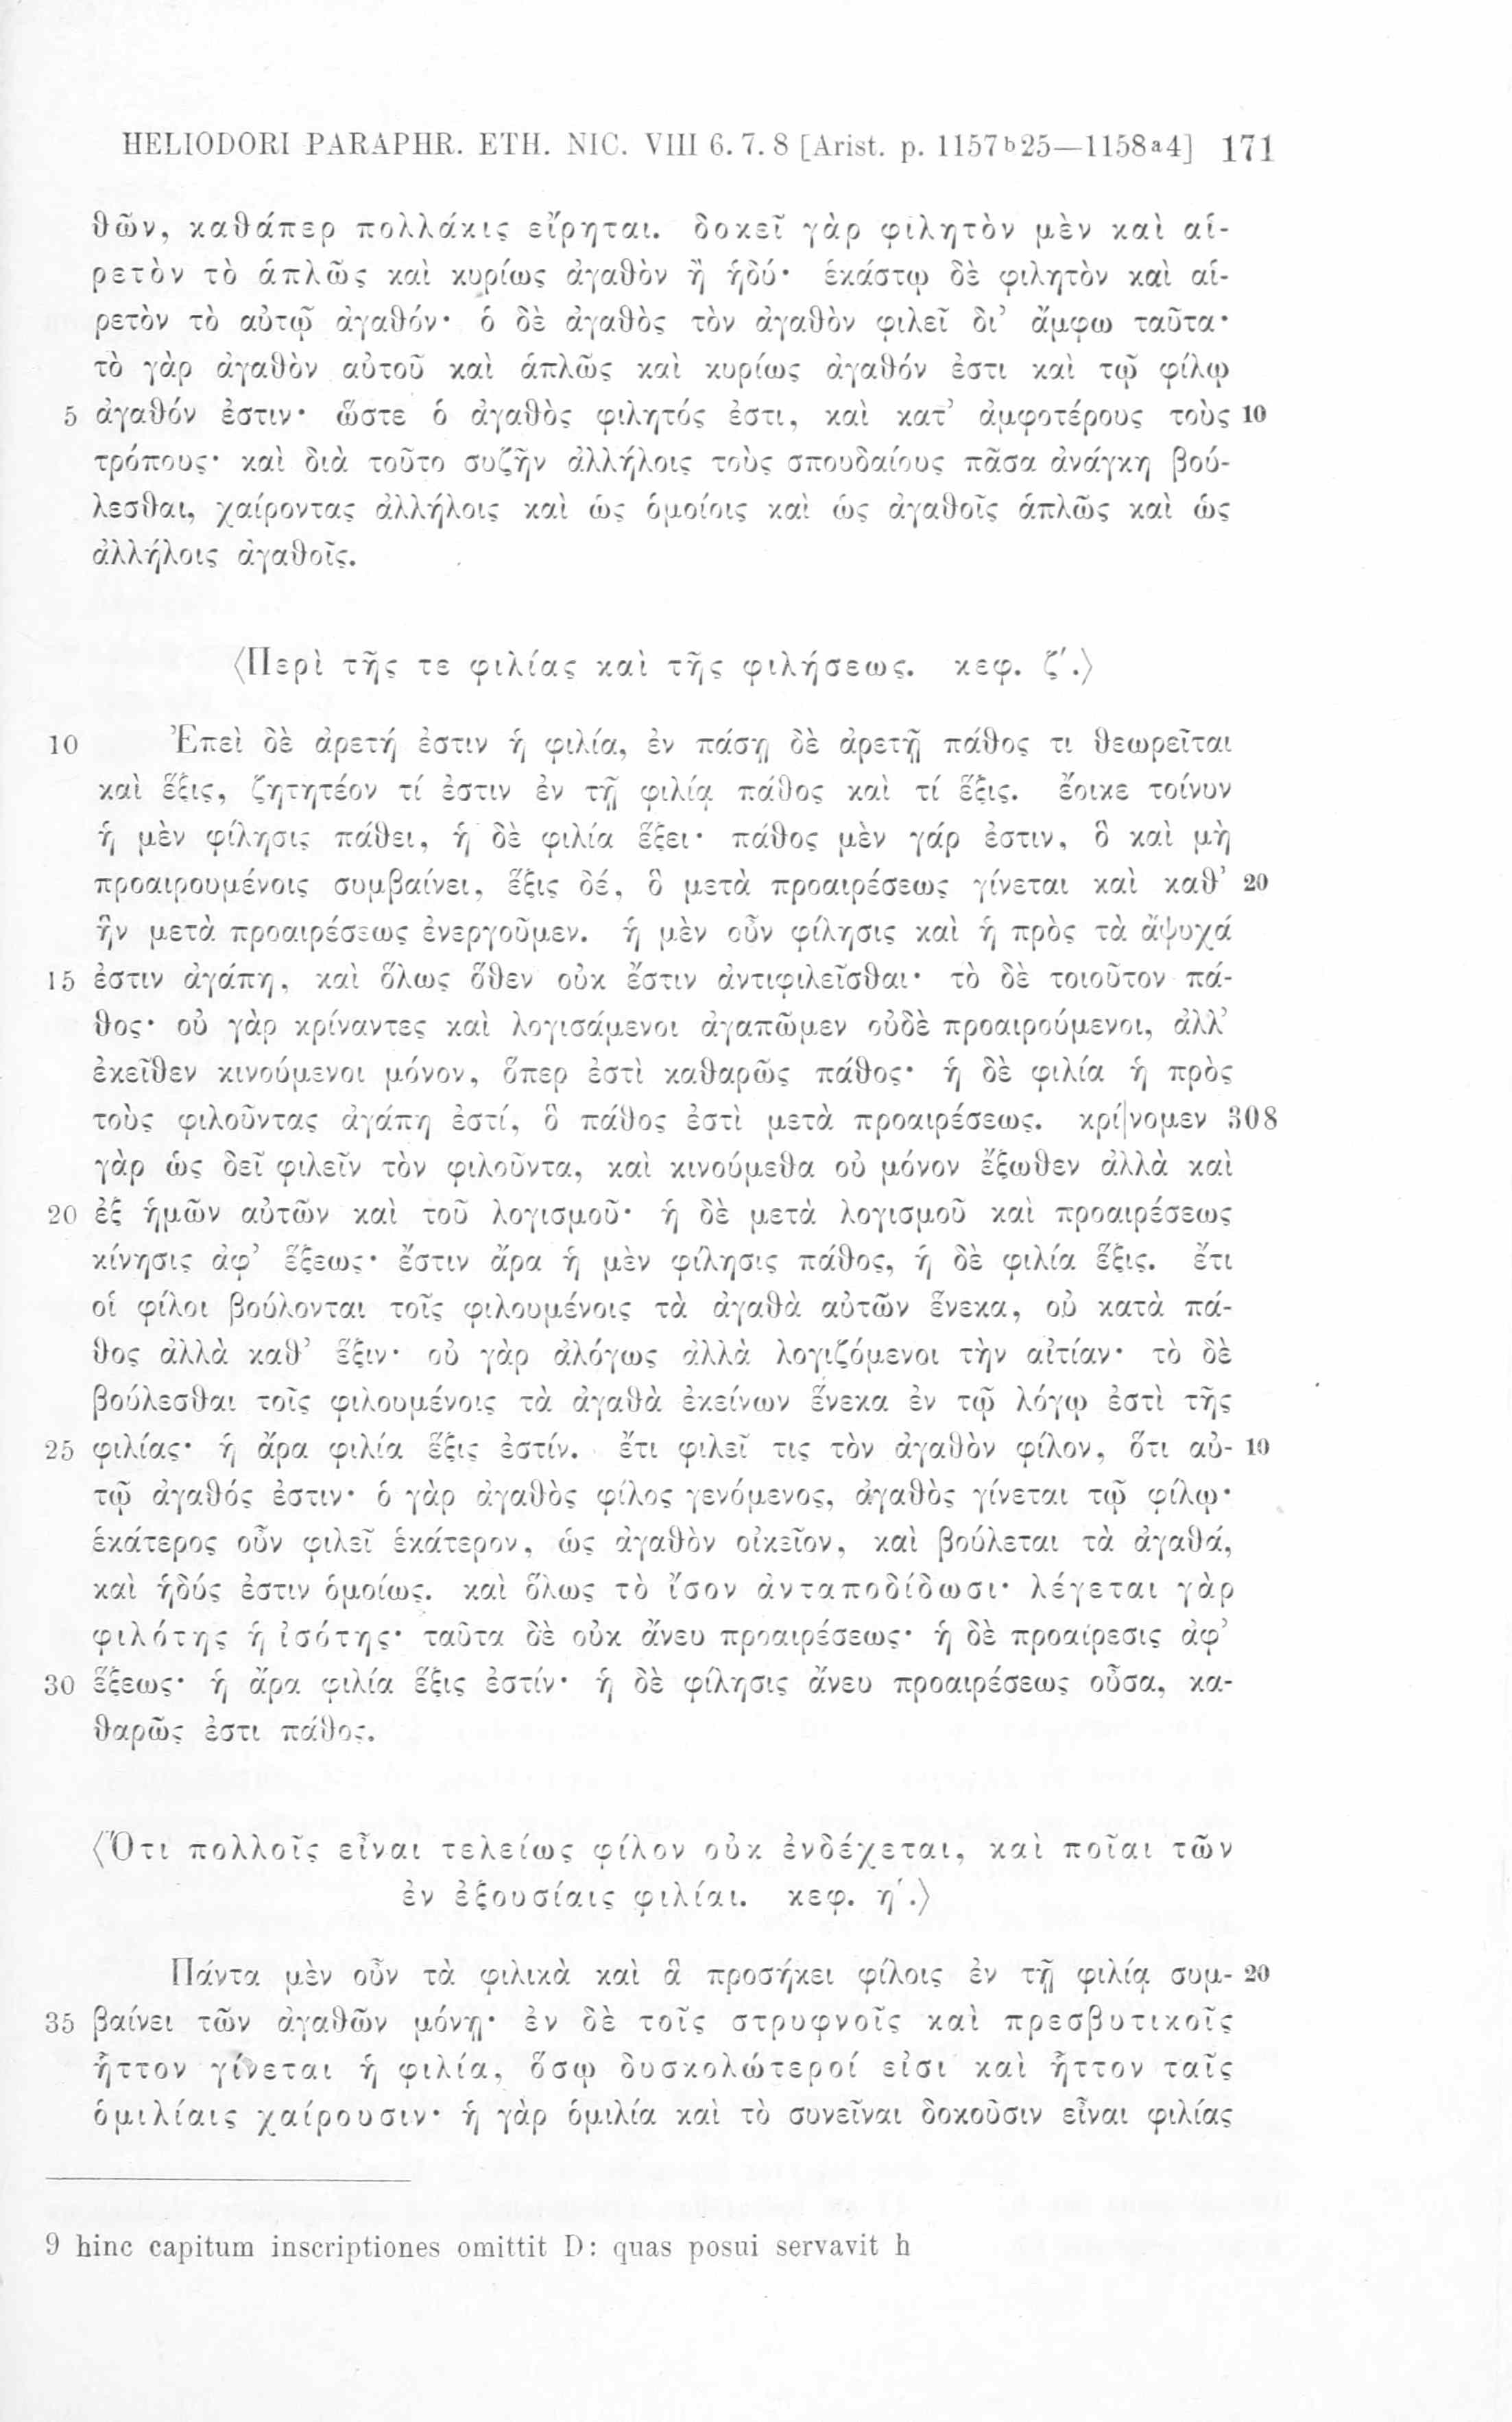 HELIODORI PARAPHR. ETH. NIC. VIII 6. 7. 8 [Arist. p. 1157b25—1158a4] 171
θῶν, καθάπερ πολλάκις εἴρηται. δοκεῖ γὰρ φιλητὸν μὲν καὶ αἱ-
ρετὸν τὸ ἁπλῶς καὶ κυρίως ἀγαθὸν ἢ ἡδύ· ἑκάστῳ δὲ φιλητὸν καὶ αἱ-
ρετὸν τὸ αὐτῷ ἀγαθόν· ὁ δὲ ἀγαθὸς τὸν ἀγαθὸν φιλεῖ δι’ ἄμφω ταῦτα·
τὸ γὰρ ἀγαθὸν αὐτοῦ καὶ ἁπλῶς καὶ κυρίως ἀγαθόν ἐστι καὶ τῷ φίλῳ
5 ἀγαθόν ἐστιν· ὥστε ὁ ἀγαθὸς φιλητός ἐστι, καὶ κατ’ ἀμφοτέρους τοὺς 10
τρόπους· καὶ διὰ τοῦτο συζῆν ἀλλήλοις τοὺς σπουδαίους πᾶσα ἀνάγκη βού-
λεσθαι, χαίροντας ἀλλήλοις καὶ ὡς ὁμοίοις καὶ ὡς ἀγαθοῖς ἁπλῶς καὶ ὡς
ἀλλήλοις ἀγαθοῖς.
⟨Περὶ τῆς τε φιλίας καὶ τῆς φιλήσεως. κεφ. ζ΄.⟩
10 Ἐπεὶ δὲ ἀρετή ἐστιν ἡ φιλία, ἐν πάσῃ δὲ ἀρετῇ πάθος τι θεωρεῖται
καὶ ἕξις, ζητητέον τί ἐστιν ἐν τῇ φιλίᾳ πάθος καὶ τί ἕξις. ἔοικε τοίνυν
ἡ μὲν φίλησις πάθει, ἡ δὲ φιλία ἕξει· πάθος μὲν γάρ ἐστιν, ὃ καὶ μὴ
προαιρουμένοις συμβαίνει, ἕξις δέ, ὃ μετὰ προαιρέσεως γίνεται καὶ καθ’ 20
ἣν μετὰ προαιρέσεως ἐνεργοῦμεν. ἡ μὲν οὖν φίλησις καὶ ἡ πρὸς τὰ ἄψυχά
15 ἐστιν ἀγάπη, καὶ ὅλως ὅθεν οὐκ ἔστιν ἀντιφιλεῖσθαι· τὸ δὲ τοιοῦτον πά-
θος· οὐ γὰρ κρίναντες καὶ λογισάμενοι ἀγαπῶμεν οὐδὲ προαιρούμενοι, ἀλλ’
ἐκεῖθεν κινούμενοι μόνον, ὅπερ ἐστὶ καθαρῶς πάθος· ἡ δὲ φιλία ἡ πρὸς
τοὺς φιλοῦντας ἀγάπη ἐστί, ὃ πάθος ἐστὶ μετὰ προαιρέσεως. κρί|νομεν 308
γὰρ ὡς δεῖ φιλεῖν τὸν φιλοῦντα, καὶ κινούμεθα οὐ μόνον ἔξωθεν ἀλλὰ καὶ
20 ἐξ ἡμῶν αὐτῶν καὶ τοῦ λογισμοῦ· ἡ δὲ μετὰ λογισμοῦ καὶ προαιρέσεως
κίνησις ἀφ’ ἕξεως· ἔστιν ἄρα ἡ μὲν φίλησις πάθος, ἡ δὲ φιλία ἕξις. ἔτι
οἱ φίλοι βούλονται τοῖς φιλουμένοις τὰ ἀγαθὰ αὐτῶν ἕνεκα, οὐ κατὰ πά-
θος ἀλλὰ καθ’ ἕξιν· οὐ γὰρ ἀλόγως ἀλλὰ λογιζόμενοι τὴν αἰτίαν· τὸ δὲ
βούλεσθαι τοῖς φιλουμένοις τὰ ἀγαθὰ ἐκείνων ἕνεκα ἐν τῷ λόγῳ ἐστὶ τῆς
25 φιλίας· ἡ ἄρα φιλία ἕξις ἐστίν. ἔτι φιλεῖ τις τὸν ἀγαθὸν φίλον, ὅτι αὐ- 10
τῷ ἀγαθός ἐστιν· ὁ γὰρ ἀγαθὸς φίλος γενόμενος, ἀγαθὸς γίνεται τῷ φίλῳ·
ἑκάτερος οὖν φιλεῖ ἑκάτερον, ὡς ἀγαθὸν οἰκεῖον, καὶ βούλεται τὰ ἀγαθά,
καὶ ἡδύς ἐστιν ὁμοίως. καὶ ὅλως τὸ ἴσον ἀνταποδίδωσι· λέγεται γὰρ
φιλότης ἡ ἰσότης· ταῦτα δὲ οὐκ ἄνευ προαιρέσεως· ἡ δὲ προαίρεσις ἀφ’
30 ἕξεως· ἡ ἄρα φιλία ἕξις ἐστίν· ἡ δὲ φίλησις ἄνευ προαιρέσεως οὖσα, κα-
θαρῶς ἐστι πάθος.
⟨Ὅτι πολλοῖς εἶναι τελείως φίλον οὐκ ἐνδέχεται, καὶ ποῖαι τῶν
ἐν ἐξουσίαις φιλίαι. κεφ. η΄.⟩
Πάντα μὲν οὖν τὰ φιλικὰ καὶ ἃ προσήκει φίλοις ἐν τῇ φιλίᾳ συμ- 20
35 βαίνει τῶν ἀγαθῶν μόνῃ· ἐν δὲ τοῖς στρυφνοῖς καὶ πρεσβυτικοῖς
ἧττον γίνεται ἡ φιλία, ὅσῳ δυσκολώτεροί εἰσι καὶ ἧττον ταῖς
ὁμιλίαις χαίρουσιν· ἡ γὰρ ὁμιλία καὶ τὸ συνεῖναι δοκοῦσιν εἶναι φιλίας
9 hinc capitum inscriptiones omittit D: quas posui servavit h